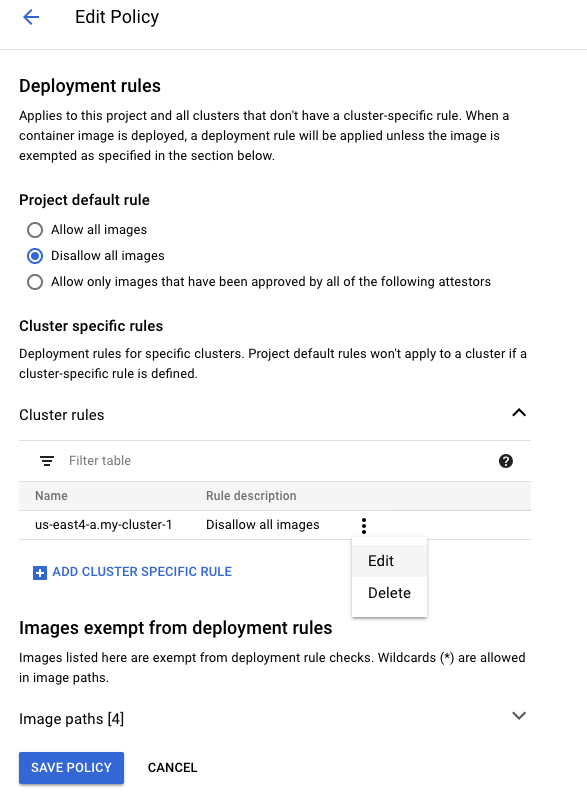 Edit Policy
Deployment rules
Applies to this project and all clusters that don't have a cluster-specific rule. When a
container image is deployed, a deployment rule will be applied unless the image is
exempted as specified in the section below.
Project default rule
Allow all images
Disallow all images
Allow only images that have been approved by all of the following attestors
Cluster specific rules
Deployment rules for specific clusters. Project default rules won't apply to a cluster if a
cluster-specific rule is defined.
Cluster rules
Filter table
?
Name Rule description
us-east4-a.my-cluster-1 Disallow all images
Edit
Delete
ADD CLUSTER SPECIFIC RULE
Images exempt from deployment rules
Images listed here are exempt from deployment rule checks. Wildcards (*) are allowed
in image paths.
Image paths [4]
SAVE POLICY CANCEL